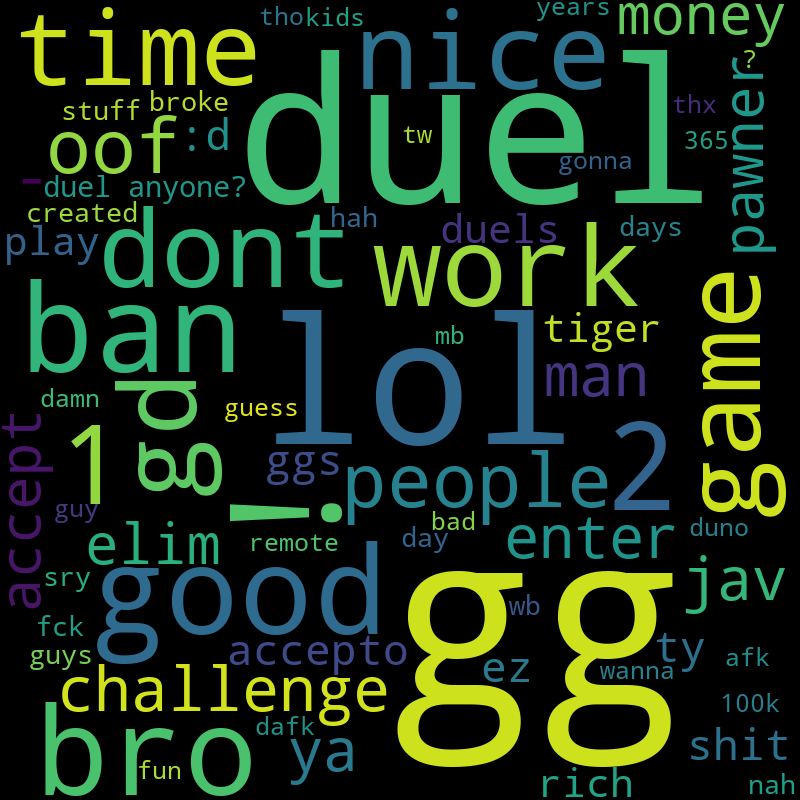 tho kids years money
time nice ?
stuff broke duel thx
oof :d tw gonna 365 pawner
- duel anyone?
created hah duels days
play dont work
ban mb tiger
lol man game
damn gd guess
accept 1 ggs people 2
guy ! bad duno
elim remote day enter
sry good gg jav
fck wb
guys accepto ez wanna ty afk
challenge 100k
bro dafk ya shit
fun rich nah